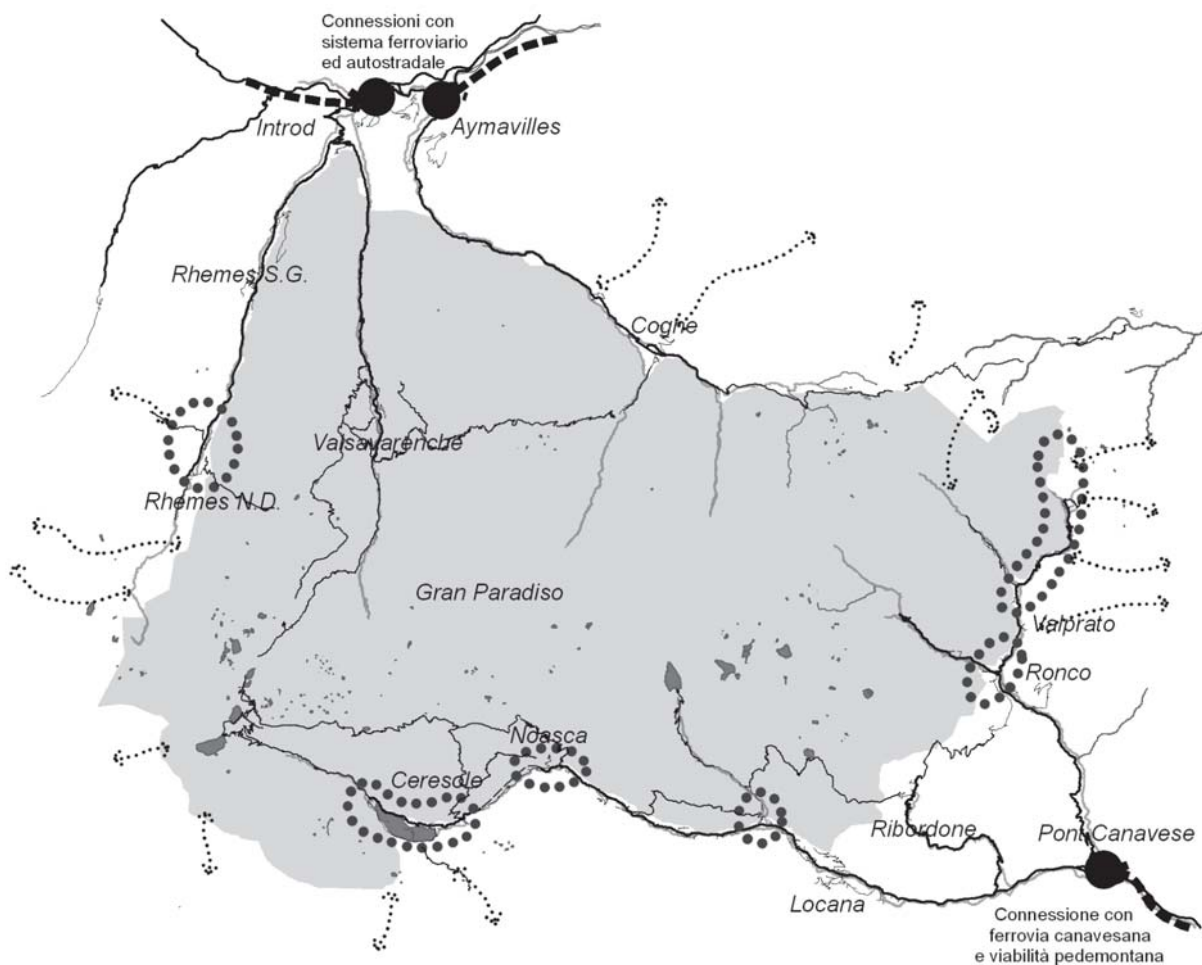 Connessioni con
sistema ferroviario
ed autostradale
Introd
Aymavilles
Rhemes S.G.
Cogne
Valsavarenche
Rhemes N.D.
Gran Paradiso
Valprato
Ronco
Noasca
Ceresole
Ribordone
Pont Canavese
Locana
Connessione con
ferrovia canavesana
e viabilità pedemontana